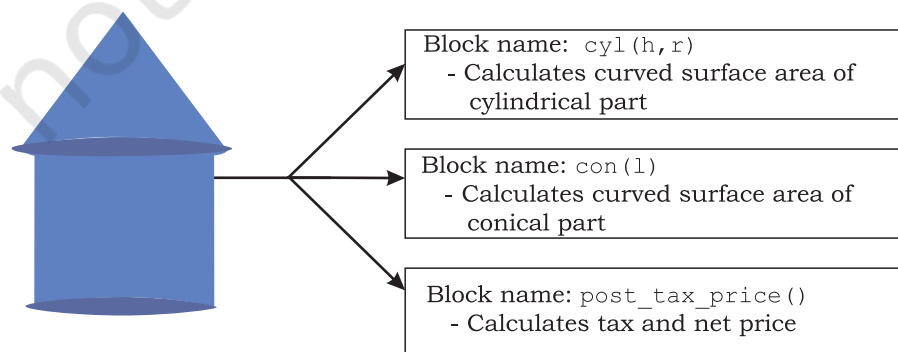 not
Block name: cyl(h,r)
- Calculates curved surface area of
cylindrical part
Block name: con(l)
- Calculates curved surface area of
conical part
Block name: post_tax_price()
- Calculates tax and net price